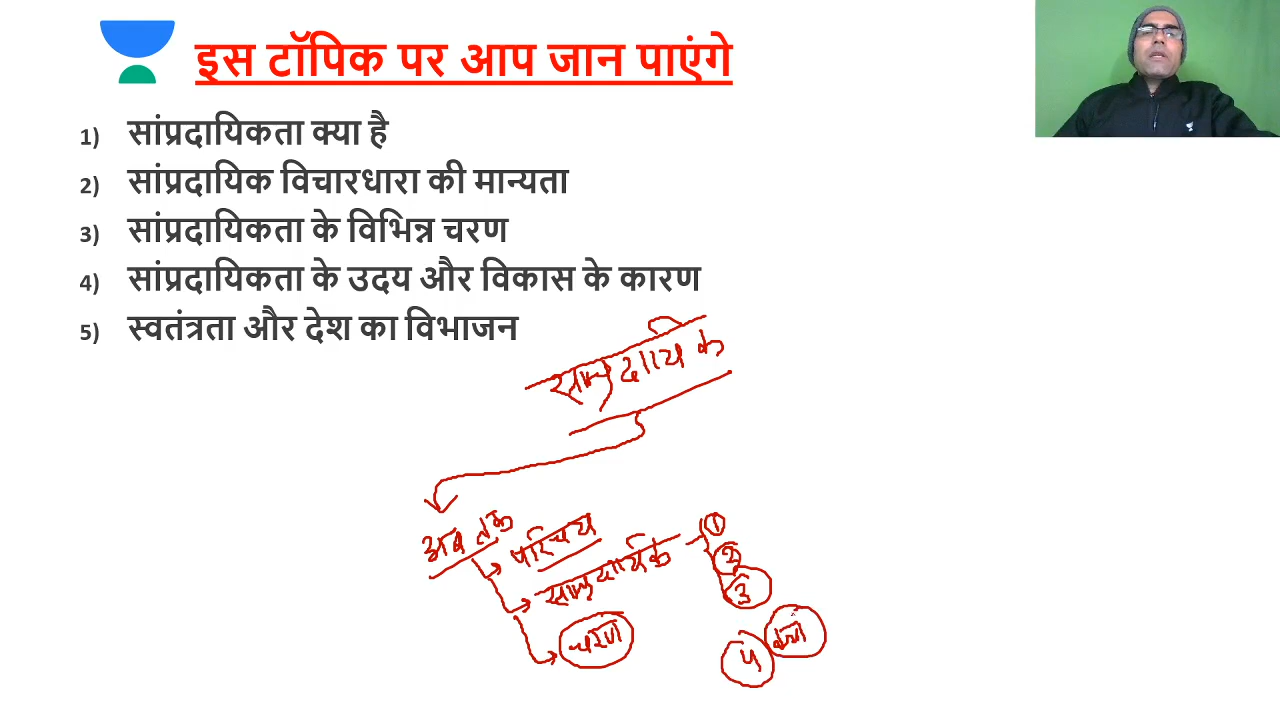 इस टॉपिक पर आप जान पाएंगे
1) सांप्रदायिकता क्या है
2) सांप्रदायिक विचारधारा की मान्यता
3) सांप्रदायिकता के विभिन्न चरण
4) सांप्रदायिकता के उदय और विकास के कारण
5) स्वतंत्रता और देश का विभाजन
साम्प्रदायिक
अब तक
परिचय
साम्प्रदायिक
1
2
3
चरण